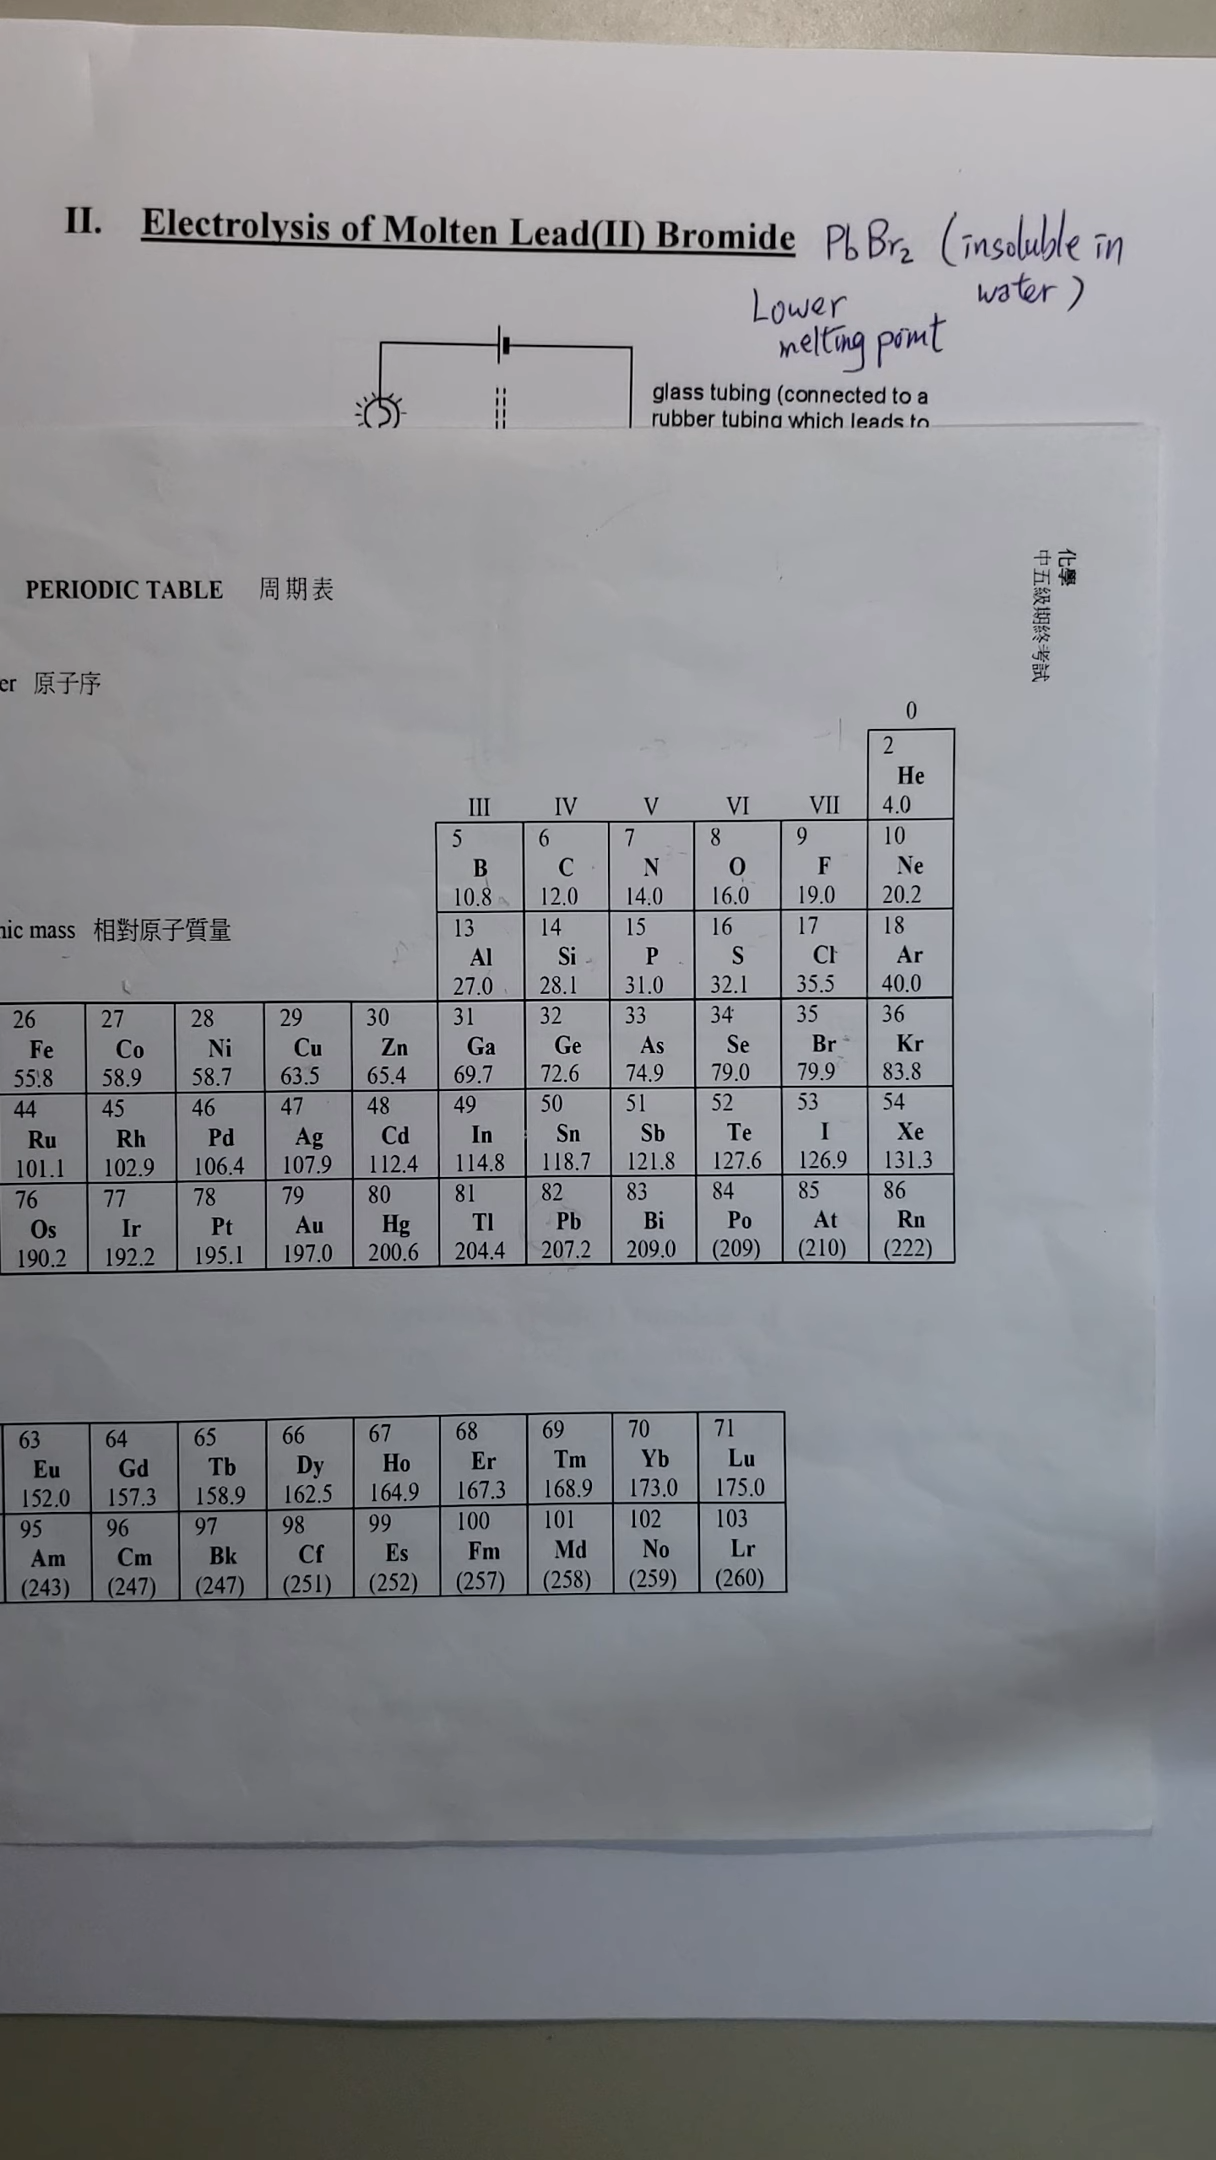 II. Electrolysis of Molten Lead(II) Bromide PbBr₂ (insoluble in
water)
Lower
melting point
glass tubing (connected to a
rubber tubing which leads to
化學
中五級期終考試
PERIODIC TABLE 周期表
er 原子序
0
2
He
III IV V VI VII 4.0
5 6 7 8 9 10
B C N O F Ne
10.8 12.0 14.0 16.0 19.0 20.2
nic mass 相對原子質量
13 14 15 16 17 18
Al Si P S Cl Ar
27.0 28.1 31.0 32.1 35.5 40.0
26 27 28 29 30 31 32 33 34 35 36
Fe Co Ni Cu Zn Ga Ge As Se Br Kr
55.8 58.9 58.7 63.5 65.4 69.7 72.6 74.9 79.0 79.9 83.8
44 45 46 47 48 49 50 51 52 53 54
Ru Rh Pd Ag Cd In Sn Sb Te I Xe
101.1 102.9 106.4 107.9 112.4 114.8 118.7 121.8 127.6 126.9 131.3
76 77 78 79 80 81 82 83 84 85 86
Os Ir Pt Au Hg Tl Pb Bi Po At Rn
190.2 192.2 195.1 197.0 200.6 204.4 207.2 209.0 (209) (210) (222)
63 64 65 66 67 68 69 70 71
Eu Gd Tb Dy Ho Er Tm Yb Lu
152.0 157.3 158.9 162.5 164.9 167.3 168.9 173.0 175.0
95 96 97 98 99 100 101 102 103
Am Cm Bk Cf Es Fm Md No Lr
(243) (247) (247) (251) (252) (257) (258) (259) (260)